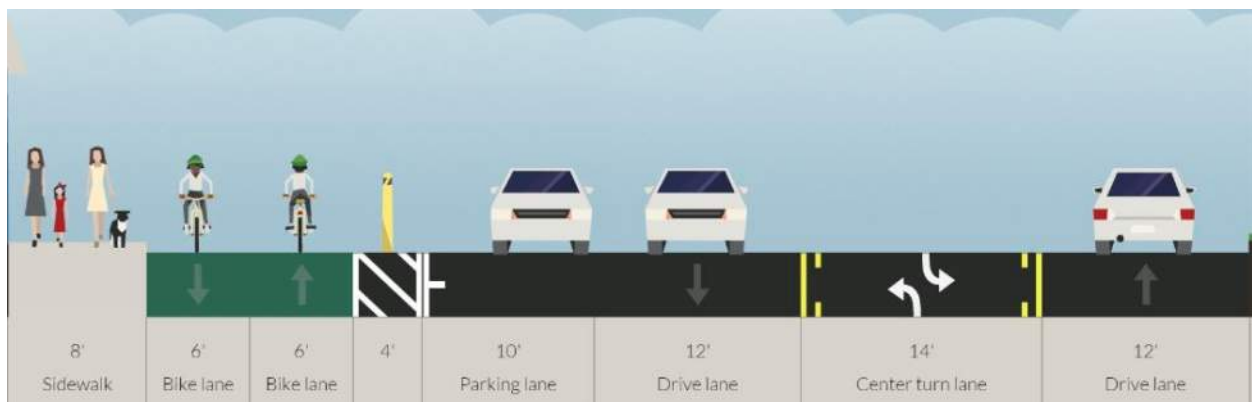 8' 6' 6' 4' 10' 12' 14' 12'
Sidewalk Bike lane Bike lane Parking lane Drive lane Center turn lane Drive lane